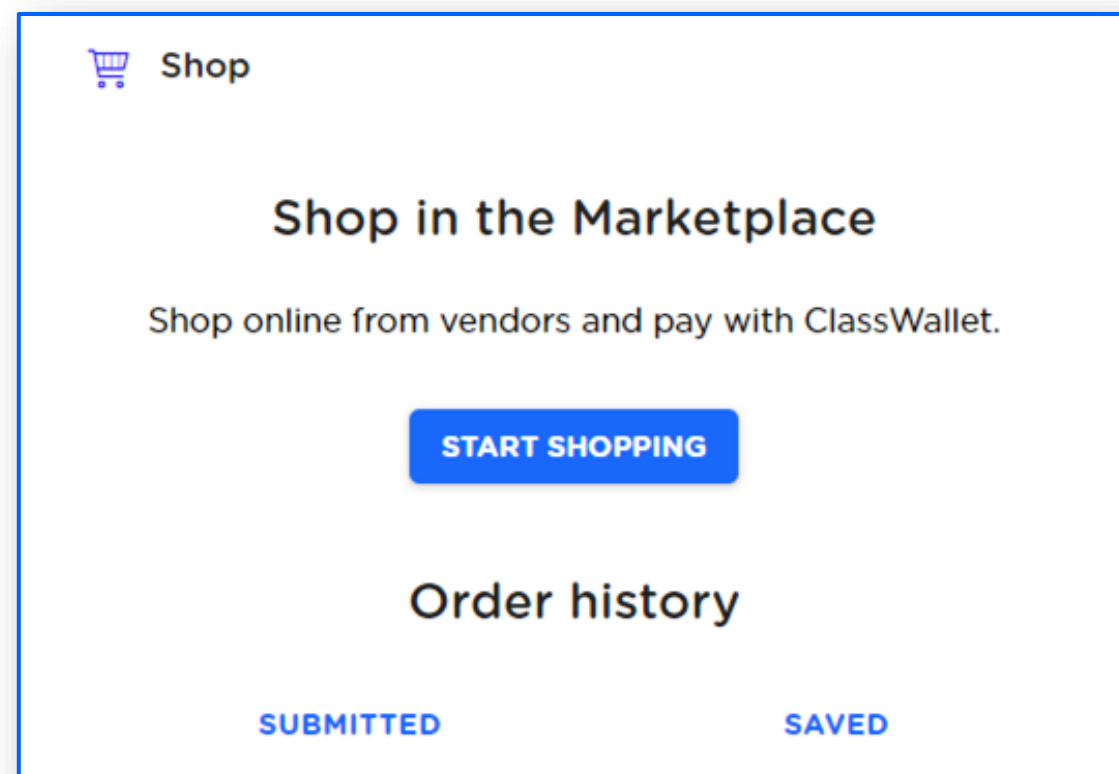 Shop
Shop in the Marketplace
Shop online from vendors and pay with ClassWallet.
START SHOPPING
Order history
SUBMITTED SAVED